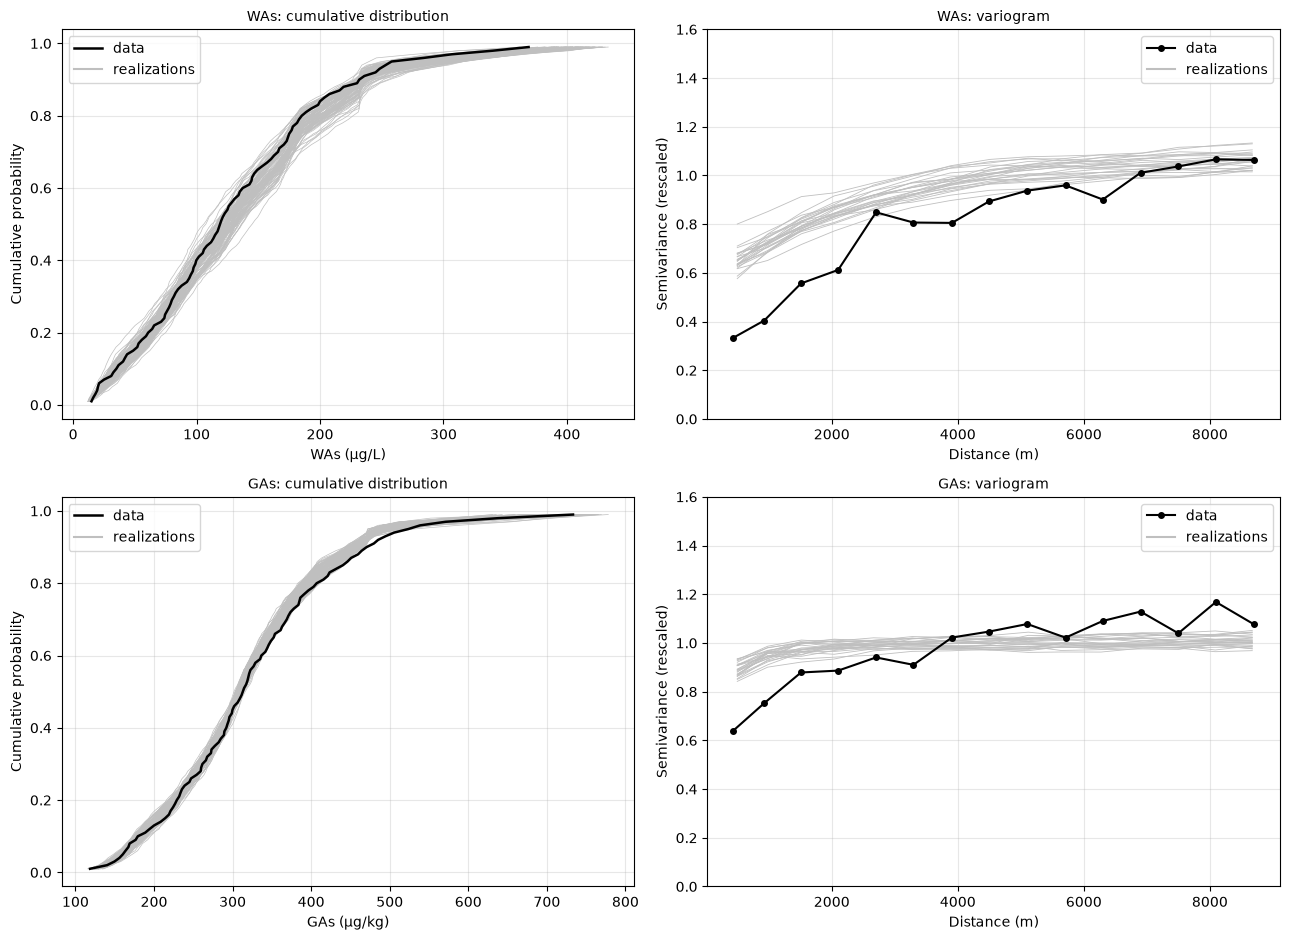 WAs: cumulative distribution
data
realizations
Cumulative probability
1.0
0.8
0.6
0.4
0.2
0.0
0 100 200 300 400
WAs (µg/L)
WAs: variogram
data
realizations
Semivariance (rescaled)
1.6
1.4
1.2
1.0
0.8
0.6
0.4
0.2
0.0
2000 4000 6000 8000
Distance (m)
GAs: cumulative distribution
data
realizations
Cumulative probability
1.0
0.8
0.6
0.4
0.2
0.0
100 200 300 400 500 600 700 800
GAs (µg/kg)
GAs: variogram
data
realizations
Semivariance (rescaled)
1.6
1.4
1.2
1.0
0.8
0.6
0.4
0.2
0.0
2000 4000 6000 8000
Distance (m)